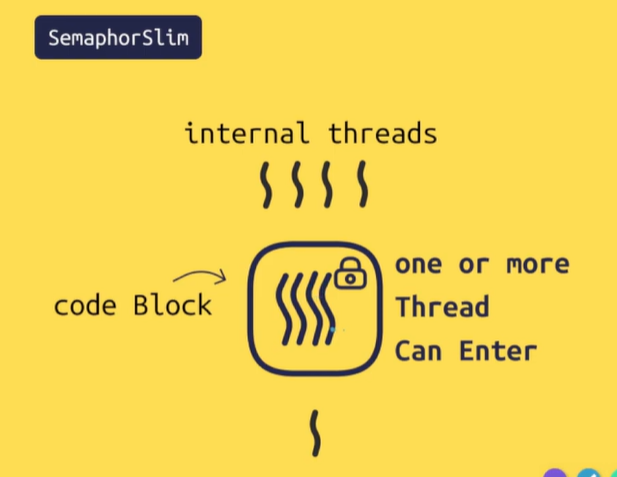 SemaphorSlim
internal threads
code Block
one or more
Thread
Can Enter